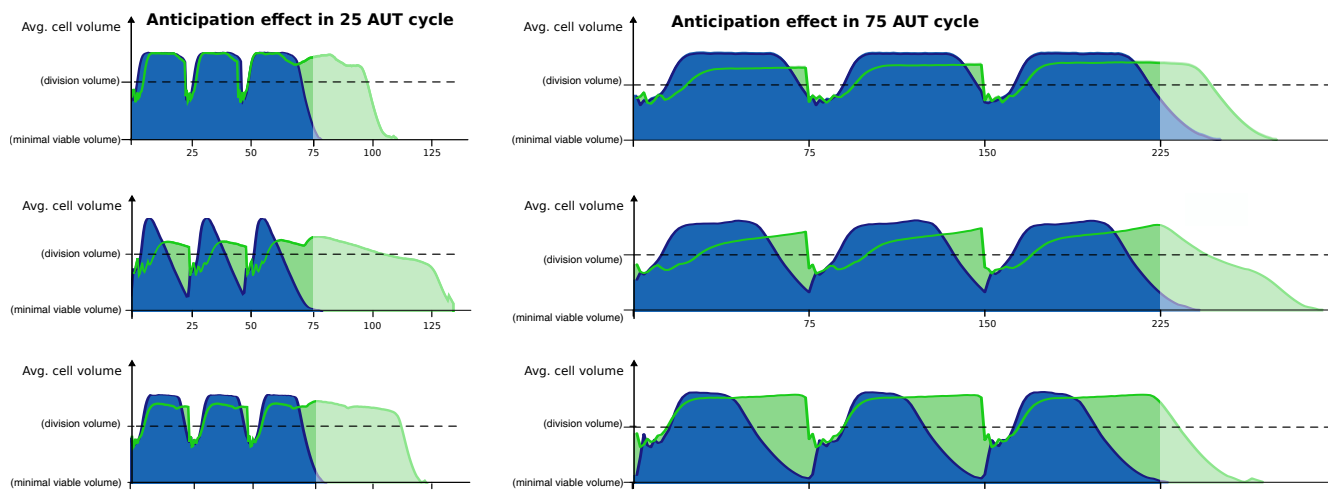 Anticipation effect in 25 AUT cycle
Avg. cell volume
(division volume)
(minimal viable volume)
25 50 75 100 125
Anticipation effect in 75 AUT cycle
Avg. cell volume
(division volume)
(minimal viable volume)
75 150 225
Avg. cell volume
(division volume)
(minimal viable volume)
25 50 75 100 125
Avg. cell volume
(division volume)
(minimal viable volume)
75 150 225
Avg. cell volume
(division volume)
(minimal viable volume)
Avg. cell volume
(division volume)
(minimal viable volume)